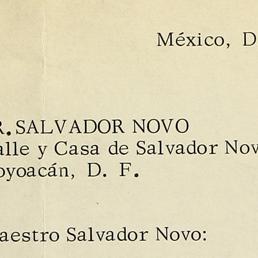 México, D
R. SALVADOR NOVO
alle y Casa de Salvador Nov
oyoacán, D. F.
aestro Salvador Novo: